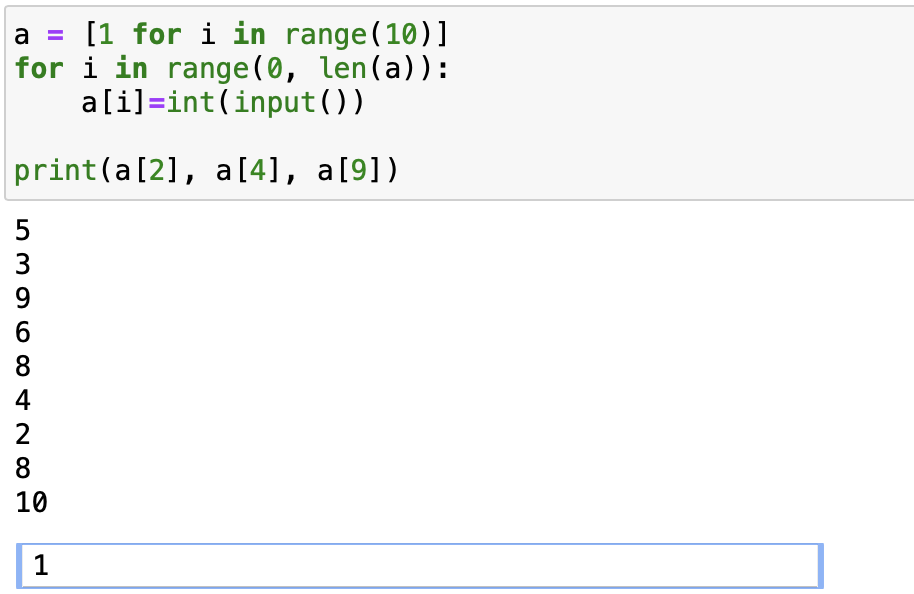 a = [1 for i in range(10)]
for i in range(0, len(a)):
    a[i]=int(input())

print(a[2], a[4], a[9])
5
3
9
6
8
4
2
8
10
1